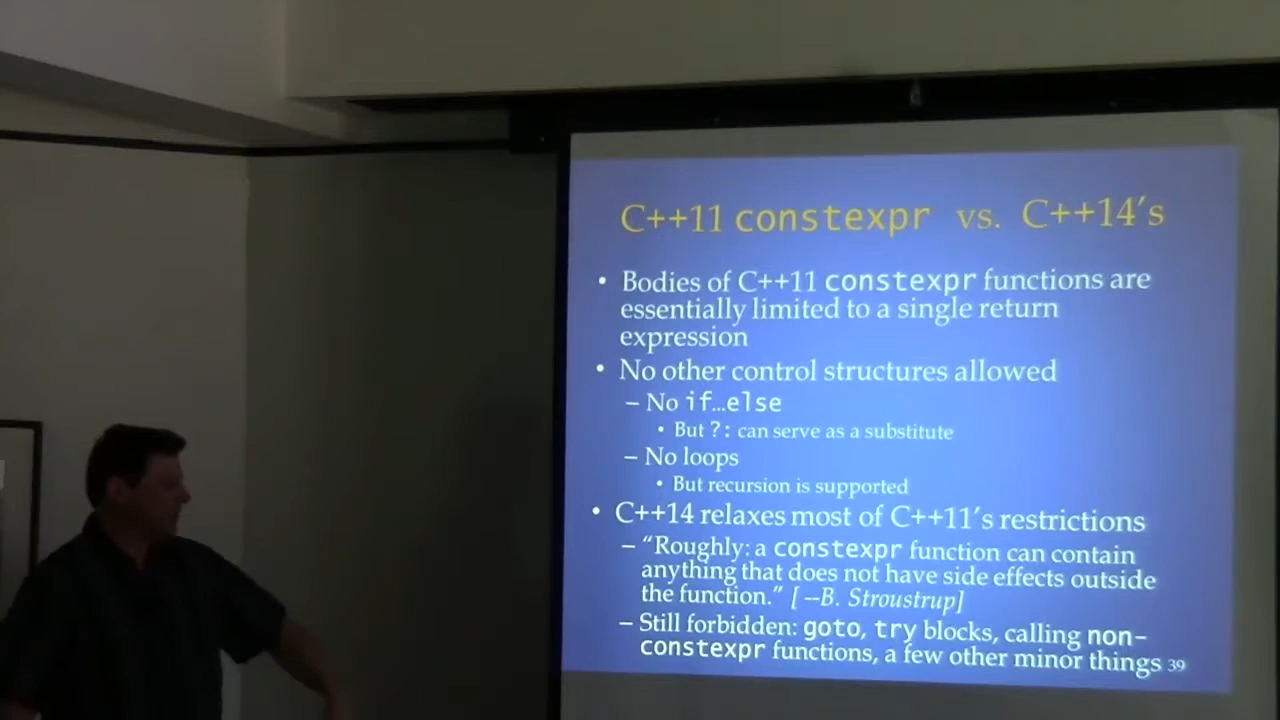 C++11 constexpr vs. C++14's
• Bodies of C++11 constexpr functions are
essentially limited to a single return
expression
• No other control structures allowed
– No if…else
• But ?: can serve as a substitute
– No loops
• But recursion is supported
• C++14 relaxes most of C++11's restrictions
– “Roughly: a constexpr function can contain
anything that does not have side effects outside
the function.” [ --B. Stroustrup]
– Still forbidden: goto, try blocks, calling non-
constexpr functions, a few other minor things 39